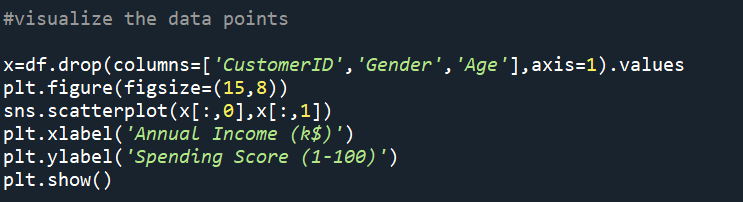 #visualize the data points
x=df.drop(columns=['CustomerID','Gender','Age'],axis=1).values
plt.figure(figsize=(15,8))
sns.scatterplot(x[:,0],x[:,1])
plt.xlabel('Annual Income (k$)')
plt.ylabel('Spending Score (1-100)')
plt.show()